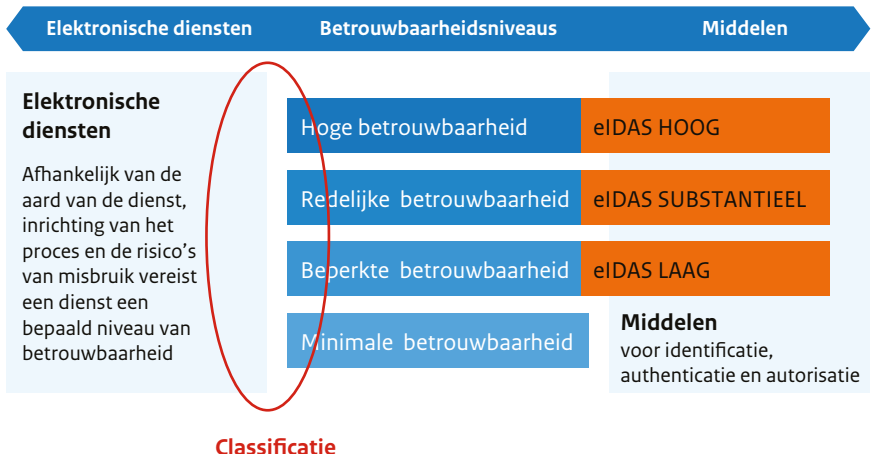 Elektronische diensten
Betrouwbaarheidsniveaus
Middelen
Elektronische
diensten
Afhankelijk van de
aard van de dienst,
inrichting van het
proces en de risico's
van misbruik vereist
een dienst een
bepaald niveau van
betrouwbaarheid
Hoge betrouwbaarheid
eIDAS HOOG
Redelijke betrouwbaarheid
eIDAS SUBSTANTIEEL
Beperkte betrouwbaarheid
eIDAS LAAG
Minimale betrouwbaarheid
Middelen
voor identificatie,
authenticatie en autorisatie
Classificatie